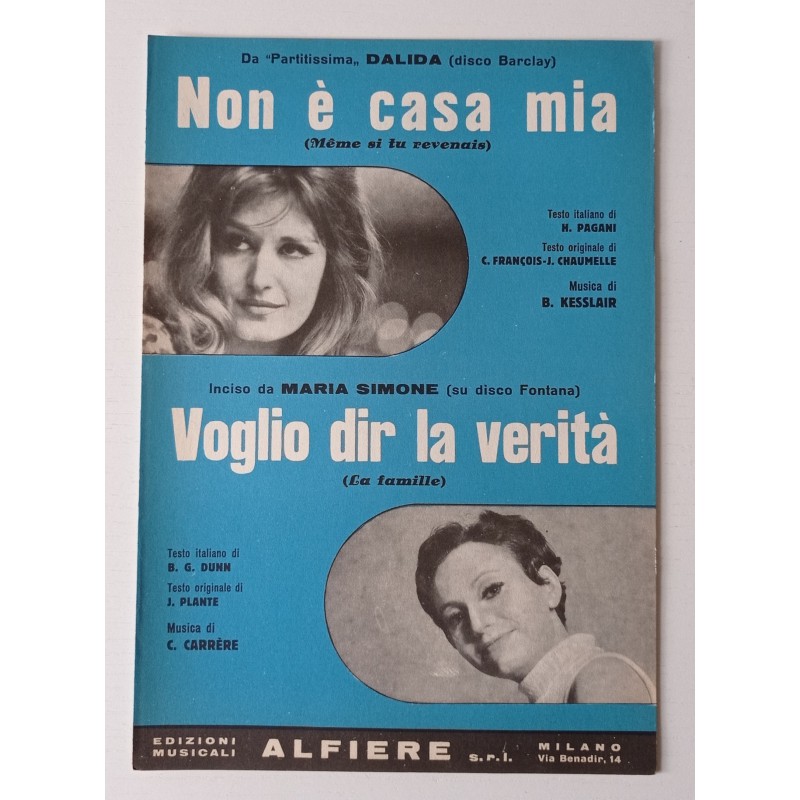 Da "Partitissima„ DALIDA (disco Barclay)
Non è casa mia
(Même si tu revenais)
Testo italiano di
H. PAGANI
Testo originale di
C. FRANÇOIS-J. CHAUMELLE
Musica di
B. KESSLAIR
Inciso da MARIA SIMONE (su disco Fontana)
Voglio dir la verità
(La famille)
Testo italiano di
B. G. DUNN
Testo originale di
J. PLANTE
Musica di
C. CARRÈRE
EDIZIONI
MUSICALI
ALFIERE s.r.l.
MILANO
Via Benadir, 14